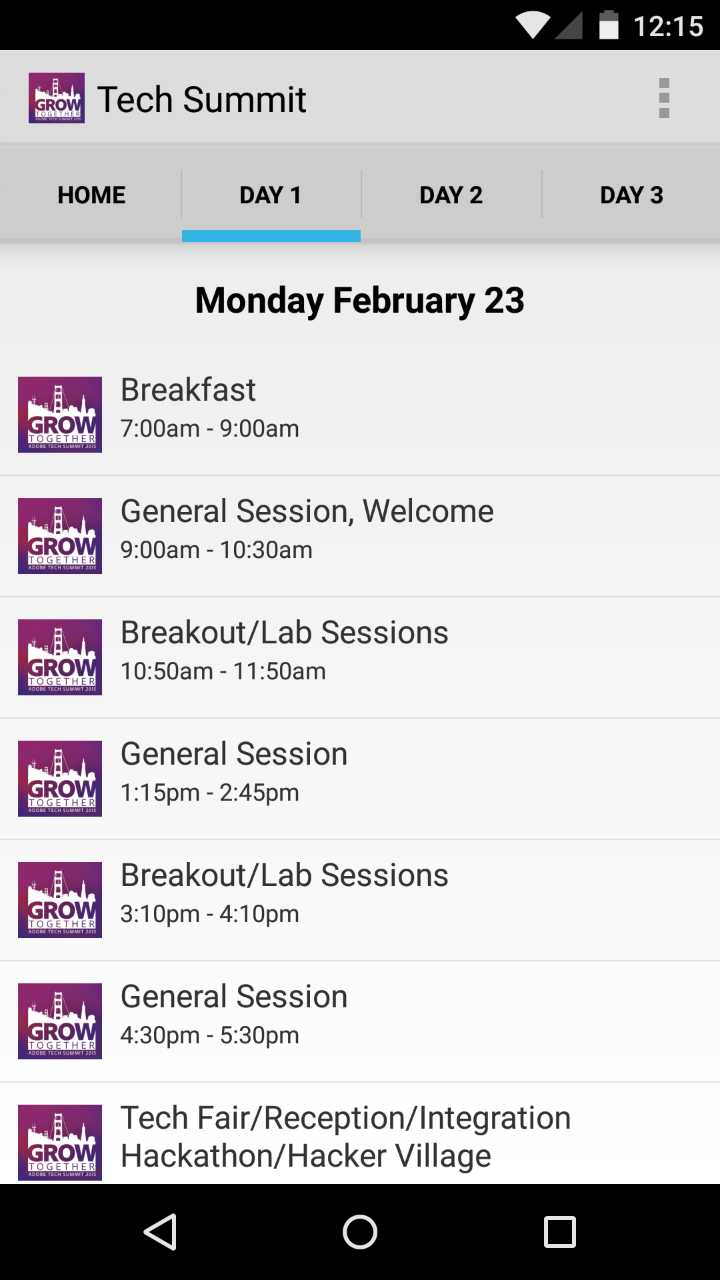 12:15
GROW
TOGETHER
Tech Summit
HOME
DAY 1
DAY 2
DAY 3
Monday February 23
GROW
TOGETHER
ADOBE TECH SUMMIT 2015
Breakfast
7:00am - 9:00am
GROW
TOGETHER
ADOBE TECH SUMMIT 2015
General Session, Welcome
9:00am - 10:30am
GROW
TOGETHER
ADOBE TECH SUMMIT 2015
Breakout/Lab Sessions
10:50am - 11:50am
GROW
TOGETHER
ADOBE TECH SUMMIT 2015
General Session
1:15pm - 2:45pm
GROW
TOGETHER
ADOBE TECH SUMMIT 2015
Breakout/Lab Sessions
3:10pm - 4:10pm
GROW
TOGETHER
ADOBE TECH SUMMIT 2015
General Session
4:30pm - 5:30pm
GROW
TOGETHER
ADOBE TECH SUMMIT 2015
Tech Fair/Reception/Integration
Hackathon/Hacker Village